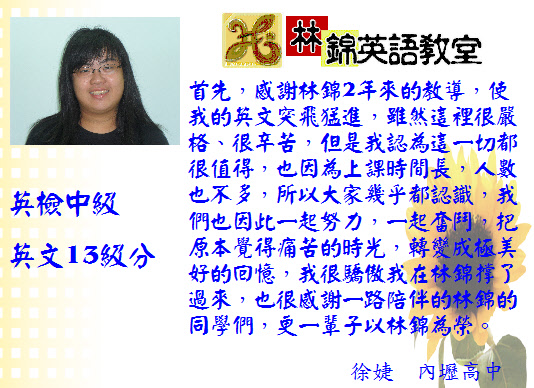 林錦英語教室
首先,感謝林錦2年來的教導,使
我的英文突飛猛進,雖然這裡很嚴
格、很辛苦,但是我認為這一切都
很值得,也因為上課時間長,人數
也不多,所以大家幾乎都認識,我
們也因此一起努力,一起奮鬥,把
原本覺得痛苦的時光,轉變成極美
好的回憶,我很驕傲我在林錦撐了
過來,也很感謝一路陪伴的林錦的
同學們,更一輩子以林錦為榮。
英檢中級
英文13級分
徐婕 內壢高中